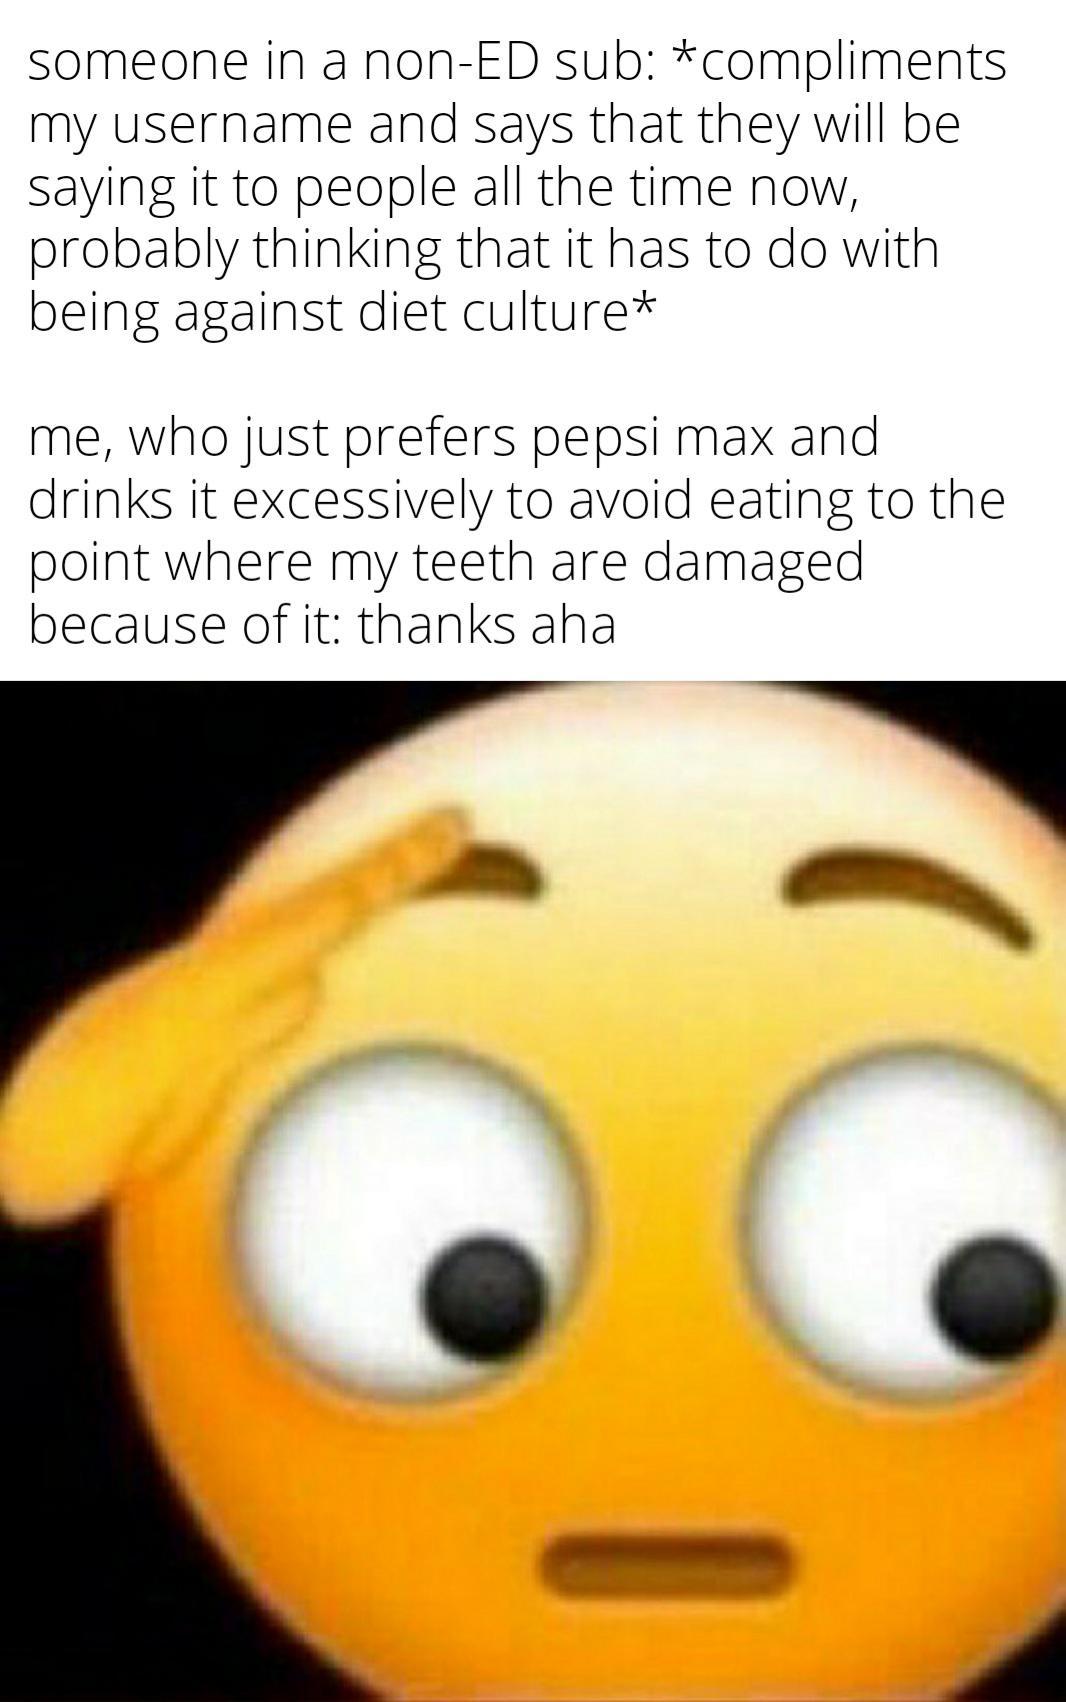 someone in a non-ED sub: *compliments
my username and says that they will be
saying it to people all the time now,
probably thinking that it has to do with
being against diet culture*
me, who just prefers pepsi max and
drinks it excessively to avoid eating to the
point where my teeth are damaged
because of it: thanks aha